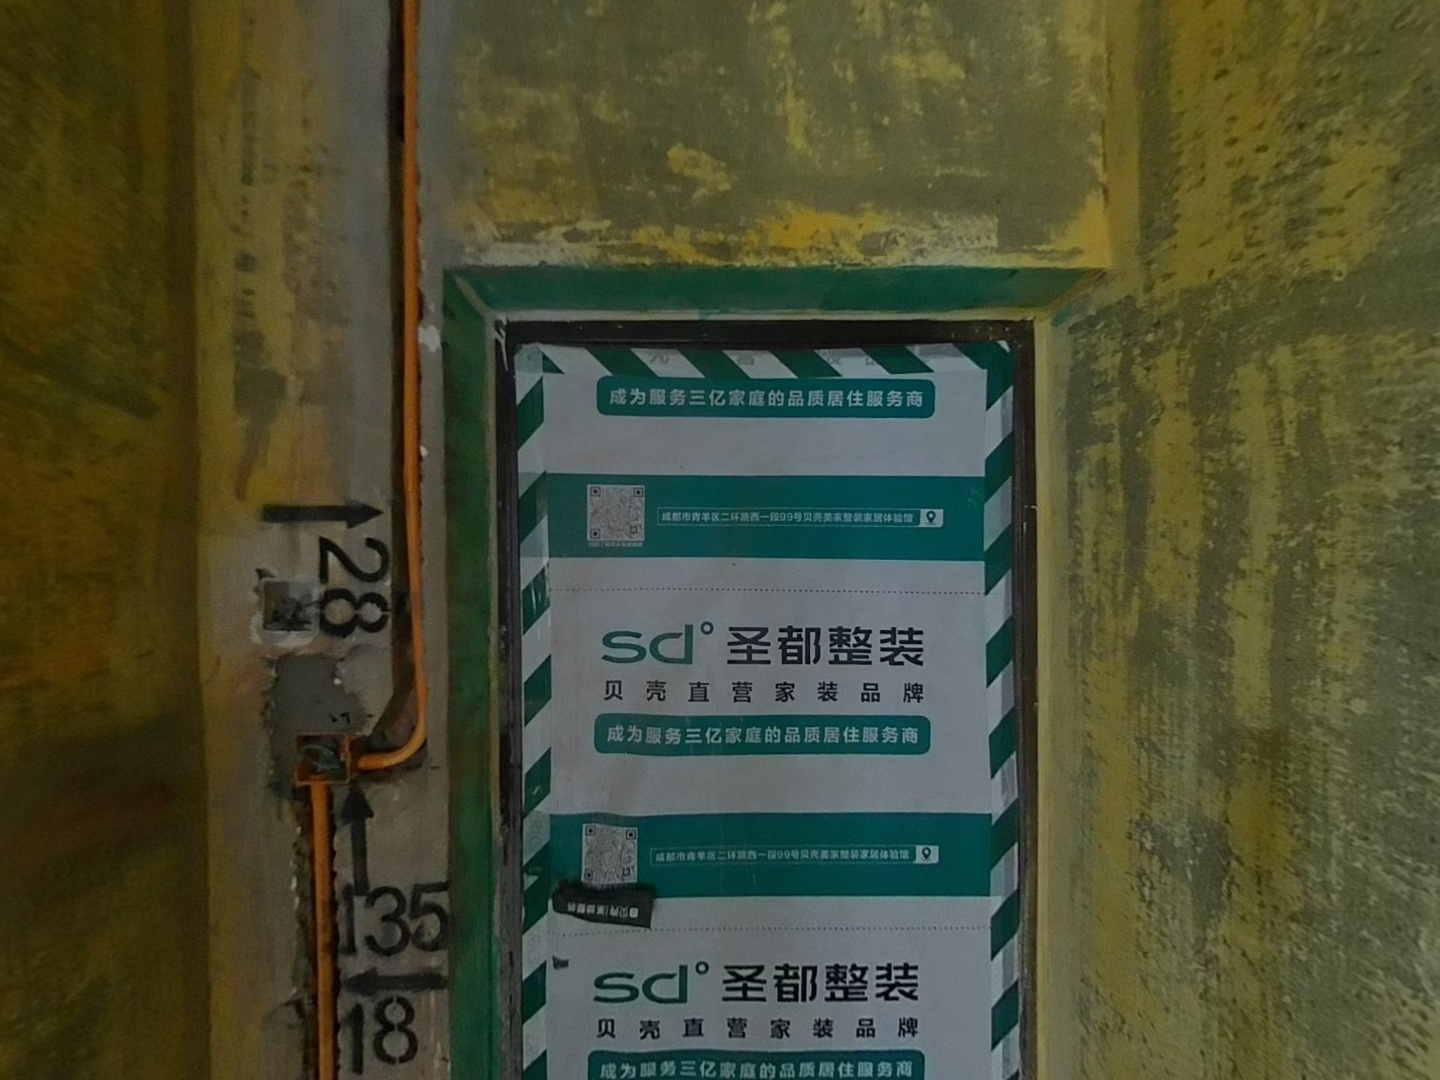 成为服务三亿家庭的品质居住服务商
成都市青羊区二环路西一段99号贝壳美家整装家居体验馆
28
sd° 圣都整装
贝壳直营家装品牌
成为服务三亿家庭的品质居住服务商
成都市青羊区二环路西一段99号贝壳美家整装家居体验馆
135
sd° 圣都整装
18
贝壳直营家装品牌
成为服务三亿家庭的品质居住服务商